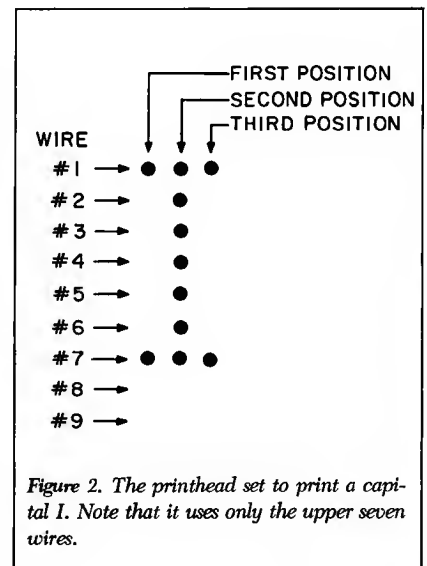 FIRST POSITION
SECOND POSITION
THIRD POSITION
WIRE
#1
#2
#3
#4
#5
#6
#7
#8
#9
Figure 2. The printhead set to print a capi-
tal I. Note that it uses only the upper seven
wires.